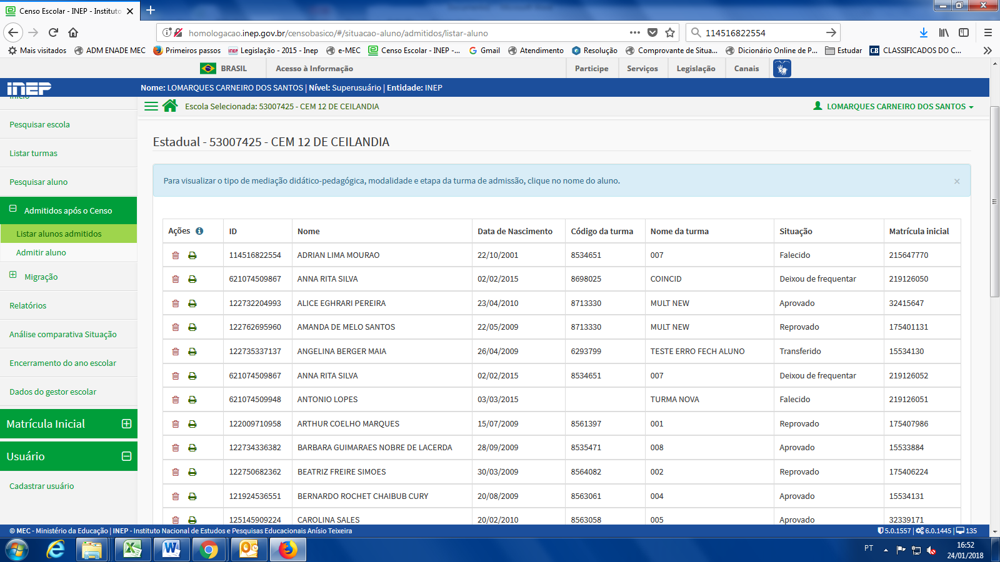 Censo Escolar - INEP - Instituto
homologacao.inep.gov.br/censobasico/#/situacao-aluno/admitidos/listar-aluno
114516822554
Mais visitados ADM ENADE MEC Primeiros passos Legislação - 2015 - Inep e-MEC Censo Escolar - INEP -... Gmail Atendimento Resolução Comprovante de Situa... Dicionário Online de P... Estudar CLASSIFICADOS DO C...
BRASIL Acesso à Informação Participe Serviços Legislação Canais
inep Nome: LOMARQUES CARNEIRO DOS SANTOS | Nível: Superusuário | Entidade: INEP
Início
Escola Selecionada: 53007425 - CEM 12 DE CEILANDIA LOMARQUES CARNEIRO DOS SANTOS
Pesquisar escola
Listar turmas
Pesquisar aluno
Admitidos após o Censo
Listar alunos admitidos
Admitir aluno
Migração
Relatórios
Análise comparativa Situação
Encerramento do ano escolar
Dados do gestor escolar
Matrícula Inicial
Usuário
Cadastrar usuário
Estadual - 53007425 - CEM 12 DE CEILANDIA
Para visualizar o tipo de mediação didático-pedagógica, modalidade e etapa da turma de admissão, clique no nome do aluno. ×
Ações ID Nome Data de Nascimento Código da turma Nome da turma Situação Matrícula inicial
114516822554 ADRIAN LIMA MOURAO 22/10/2001 8534651 007 Falecido 215647770
621074509867 ANNA RITA SILVA 02/02/2015 8698025 COINCID Deixou de frequentar 219126050
122732204993 ALICE EGHRARI PEREIRA 23/04/2010 8713330 MULT NEW Aprovado 32415647
122762695960 AMANDA DE MELO SANTOS 22/05/2009 8713330 MULT NEW Reprovado 175401131
122735337137 ANGELINA BERGER MAIA 26/04/2009 6293799 TESTE ERRO FECH ALUNO Transferido 15534130
621074509867 ANNA RITA SILVA 02/02/2015 8534651 007 Deixou de frequentar 219126052
621074509948 ANTONIO LOPES 03/03/2015 TURMA NOVA Falecido 219126051
122009710958 ARTHUR COELHO MARQUES 15/07/2009 8561397 001 Reprovado 175407986
122734336382 BARBARA GUIMARAES NOBRE DE LACERDA 28/09/2009 8535471 008 Aprovado 15533884
122750682362 BEATRIZ FREIRE SIMOES 30/03/2009 8564082 002 Reprovado 175406224
121924536551 BERNARDO ROCHET CHAIBUB CURY 20/08/2009 8563061 004 Aprovado 15534131
125145909224 CAROLINA SALES 20/02/2010 8563058 005 Aprovado 32339171
© MEC - Ministério da Educação | INEP - Instituto Nacional de Estudos e Pesquisas Educacionais Anísio Teixeira 5.0.1557 | 6.0.1445 | 135
PT 16:52
24/01/2018